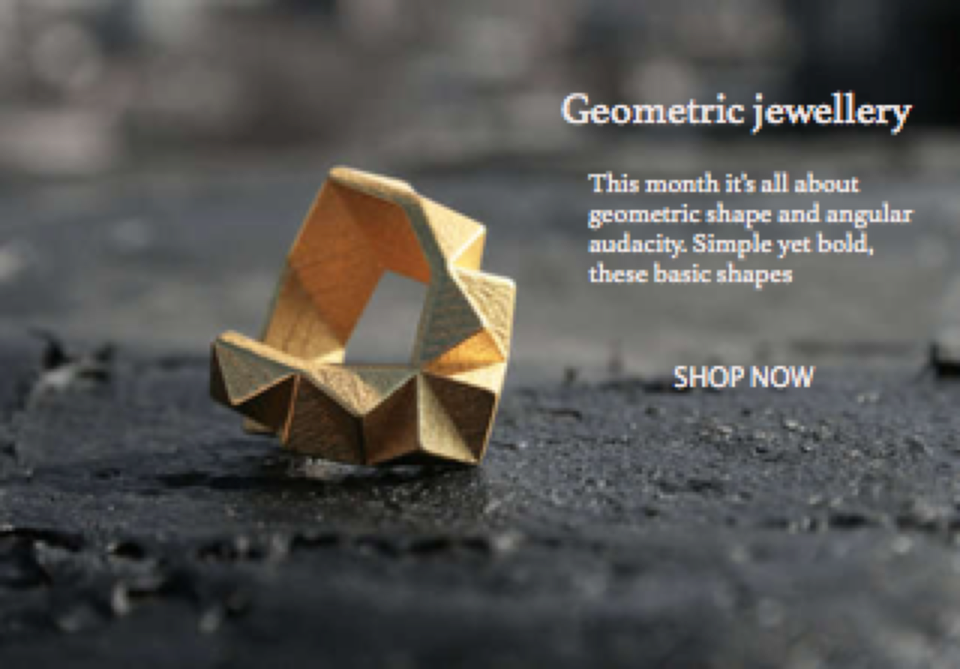 Geometric jewellery
This month it's all about
geometric shape and angular
audacity. Simple yet bold,
these basic shapes
SHOP NOW